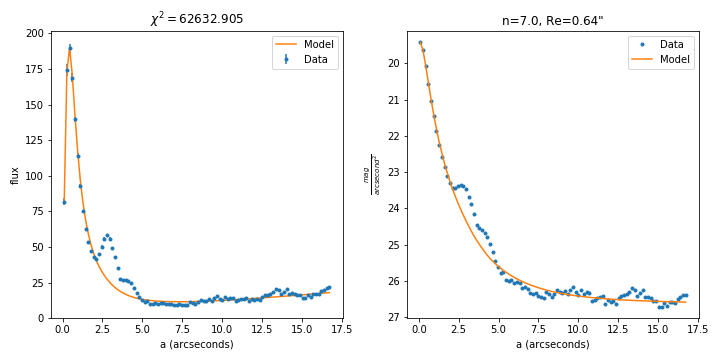 χ² = 62632.905
Model
Data
flux
200
175
150
125
100
75
50
25
0
0.0 2.5 5.0 7.5 10.0 12.5 15.0 17.5
a (arcseconds)
n=7.0, Re=0.64"
Data
Model
mag/arcsecond²
20
21
22
23
24
25
26
27
0.0 2.5 5.0 7.5 10.0 12.5 15.0 17.5
a (arcseconds)